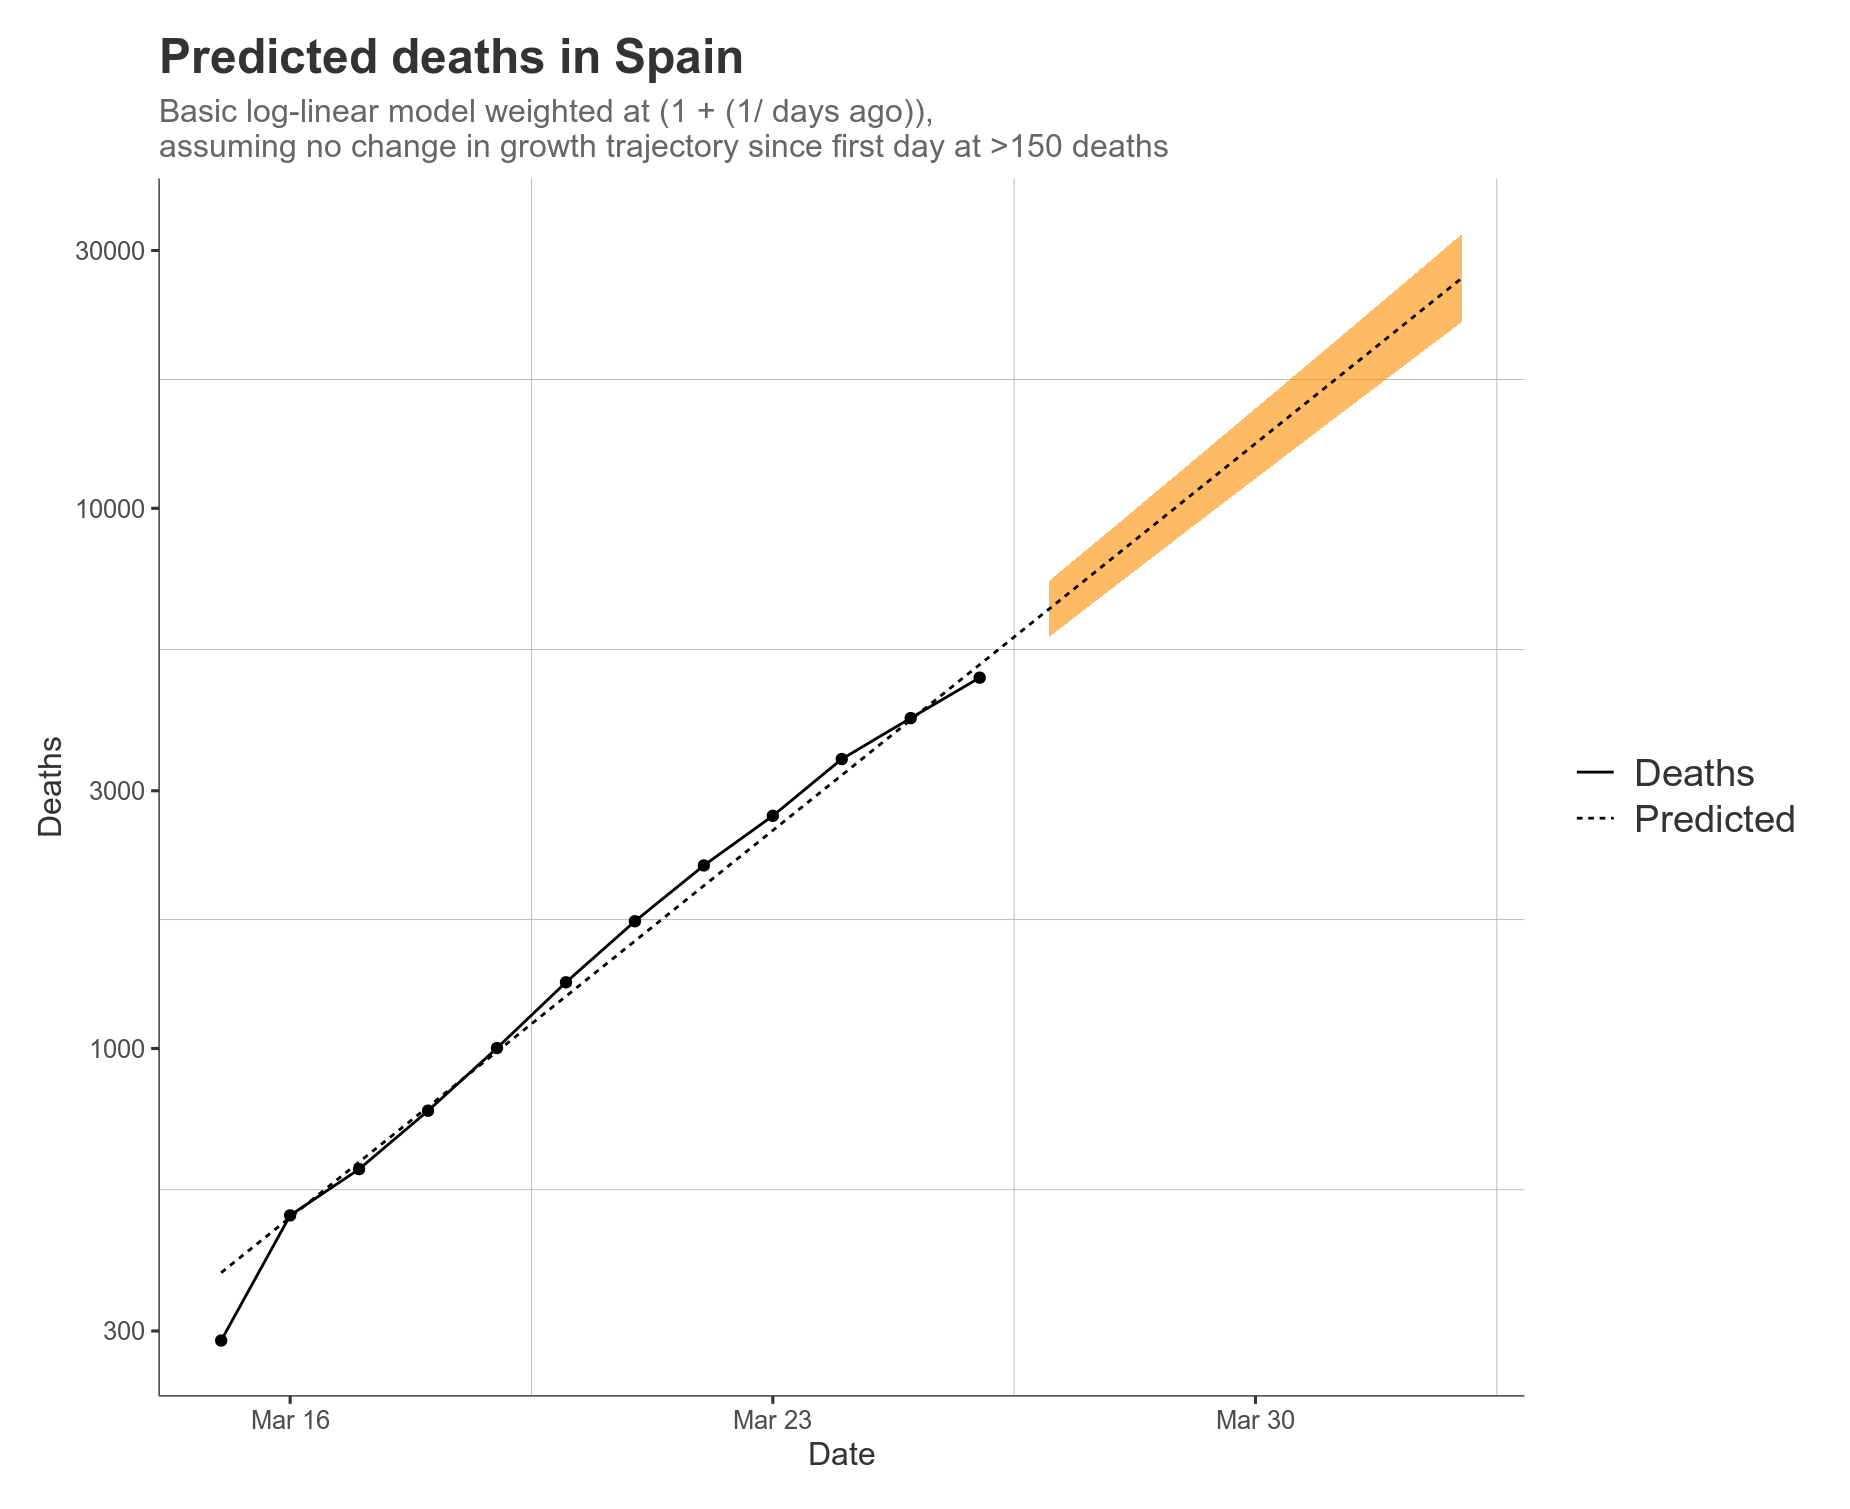 Predicted deaths in Spain
Basic log-linear model weighted at (1 + (1/ days ago)),
assuming no change in growth trajectory since first day at >150 deaths
30000
10000
3000
1000
300
Deaths
Mar 16
Mar 23
Mar 30
Date
Deaths
Predicted